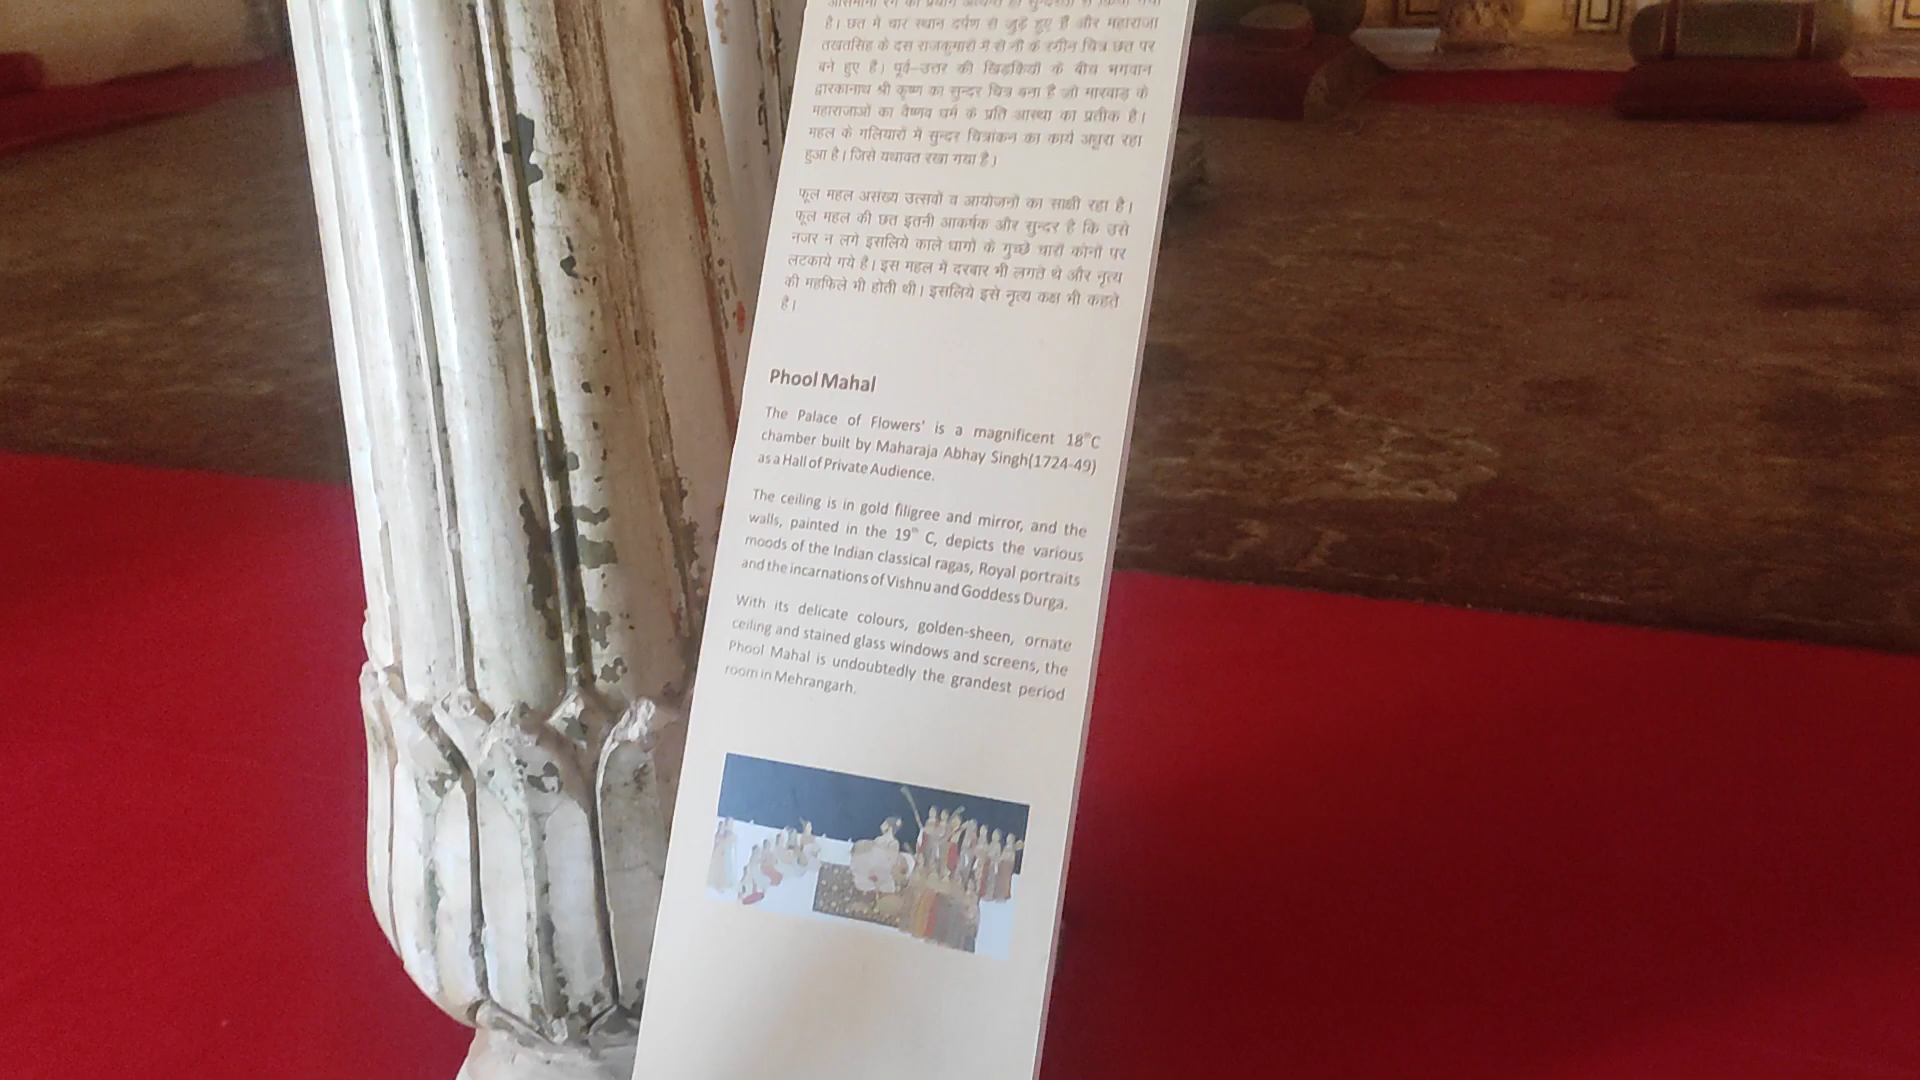 आसमानी रंग का प्रयोग अत्यन्त ही सुन्दरता से किया गया
है। छत में चार स्थान दर्पण से जुड़े हुए हैं और महाराजा
तखतसिंह के दस राजकुमारों में से नौ के रंगीन चित्र छत पर
बने हुए है। पूर्व–उत्तर की खिड़कियों के बीच भगवान
द्वारकानाथ श्री कृष्ण का सुन्दर चित्र बना है जो मारवाड़ के
महाराजाओं का वैष्णव धर्म के प्रति आस्था का प्रतीक है।
महल के गलियारों में सुन्दर चित्रांकन का कार्य अधूरा रहा
हुआ है। जिसे यथावत रखा गया है।
फूल महल असंख्य उत्सवों व आयोजनों का साक्षी रहा है।
फूल महल की छत इतनी आकर्षक और सुन्दर है कि उसे
नजर न लगे इसलिये काले धागों के गुच्छे चारों कोनों पर
लटकाये गये है। इस महल में दरबार भी लगते थे और नृत्य
की महफिले भी होती थी। इसलिये इसे नृत्य कक्ष भी कहते
है।
Phool Mahal
The Palace of Flowers' is a magnificent 18thC
chamber built by Maharaja Abhay Singh(1724-49)
as a Hall of Private Audience.
The ceiling is in gold filigree and mirror, and the
walls, painted in the 19th C, depicts the various
moods of the Indian classical ragas, Royal portraits
and the incarnations of Vishnu and Goddess Durga.
With its delicate colours, golden-sheen, ornate
ceiling and stained glass windows and screens, the
Phool Mahal is undoubtedly the grandest period
room in Mehrangarh.